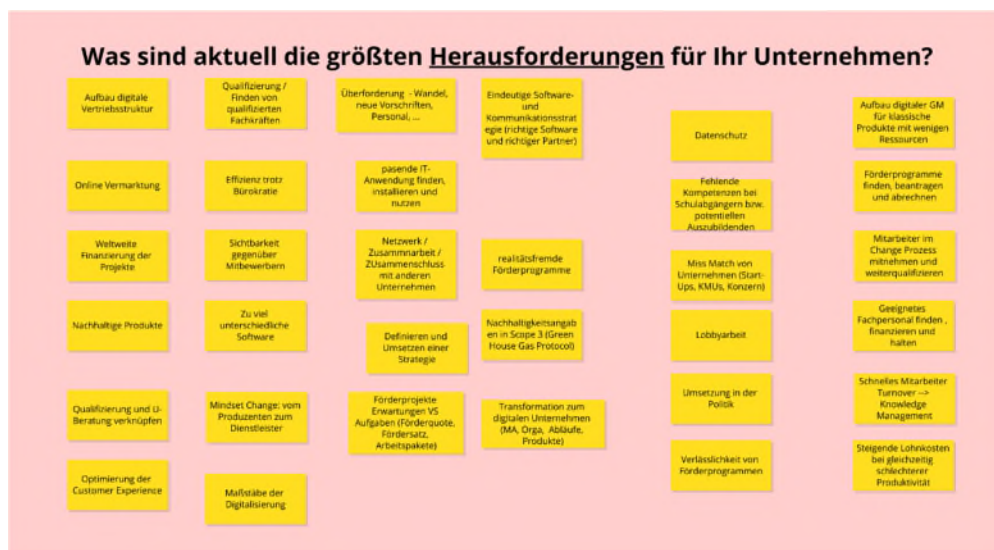 Was sind aktuell die größten Herausforderungen für Ihr Unternehmen?
Aufbau digitale
Vertriebsstruktur
Online Vermarktung
Weltweite
Finanzierung der
Projekte
Nachhaltige Produkte
Qualifizierung und U-
Beratung verknüpfen
Optimierung der
Customer Experience
Qualifizierung /
Finden von
qualifizierten
Fachkräften
Effizienz trotz
Bürokratie
Sichtbarkeit
gegenüber
Mitbewerbern
Zu viel
unterschiedliche
Software
Mindset Change: vom
Produzenten zum
Dienstleister
Maßstäbe der
Digitalisierung
Überforderung - Wandel,
neue Vorschriften,
Personal, ...
pasende IT-
Anwendung finden,
installieren und
nutzen
Netzwerk /
Zusammnarbeit /
ZUsammenschluss
mit anderen
Unternehmen
Definieren und
Umsetzen einer
Strategie
Förderprojekte
Erwartungen VS
Aufgaben (Förderquote,
Fördersatz,
Arbeitspakete)
Eindeutige Software-
und
Kommunikationsstrat
egie (richtige Software
und richtiger Partner)
realitätsfremde
Förderprogramme
Nachhaltigkeitsangab
en in Scope 3 (Green
House Gas Protocol)
Transformation zum
digitalen Unternehmen
(MA, Orga, Abläufe,
Produkte)
Datenschutz
Fehlende
Kompetenzen bei
Schulabgängern bzw.
potentiellen
Auszubildenden
Miss Match von
Unternehmen (Start-
Ups, KMUs, Konzern)
Lobbyarbeit
Umsetzung in der
Politik
Verlässlichkeit von
Förderprogrammen
Aufbau digitaler GM
für klassische
Produkte mit wenigen
Ressourcen
Förderprogramme
finden, beantragen
und abrechnen
Mitarbeiter im
Change Prozess
mitnehmen und
weiterqualifizieren
Geeignetes
Fachpersonal finden ,
finanzieren und
halten
Schnelles Mitarbeiter
Turnover -->
Knowledge
Management
Steigende Lohnkosten
bei gleichzeitig
schlechterer
Produktivität